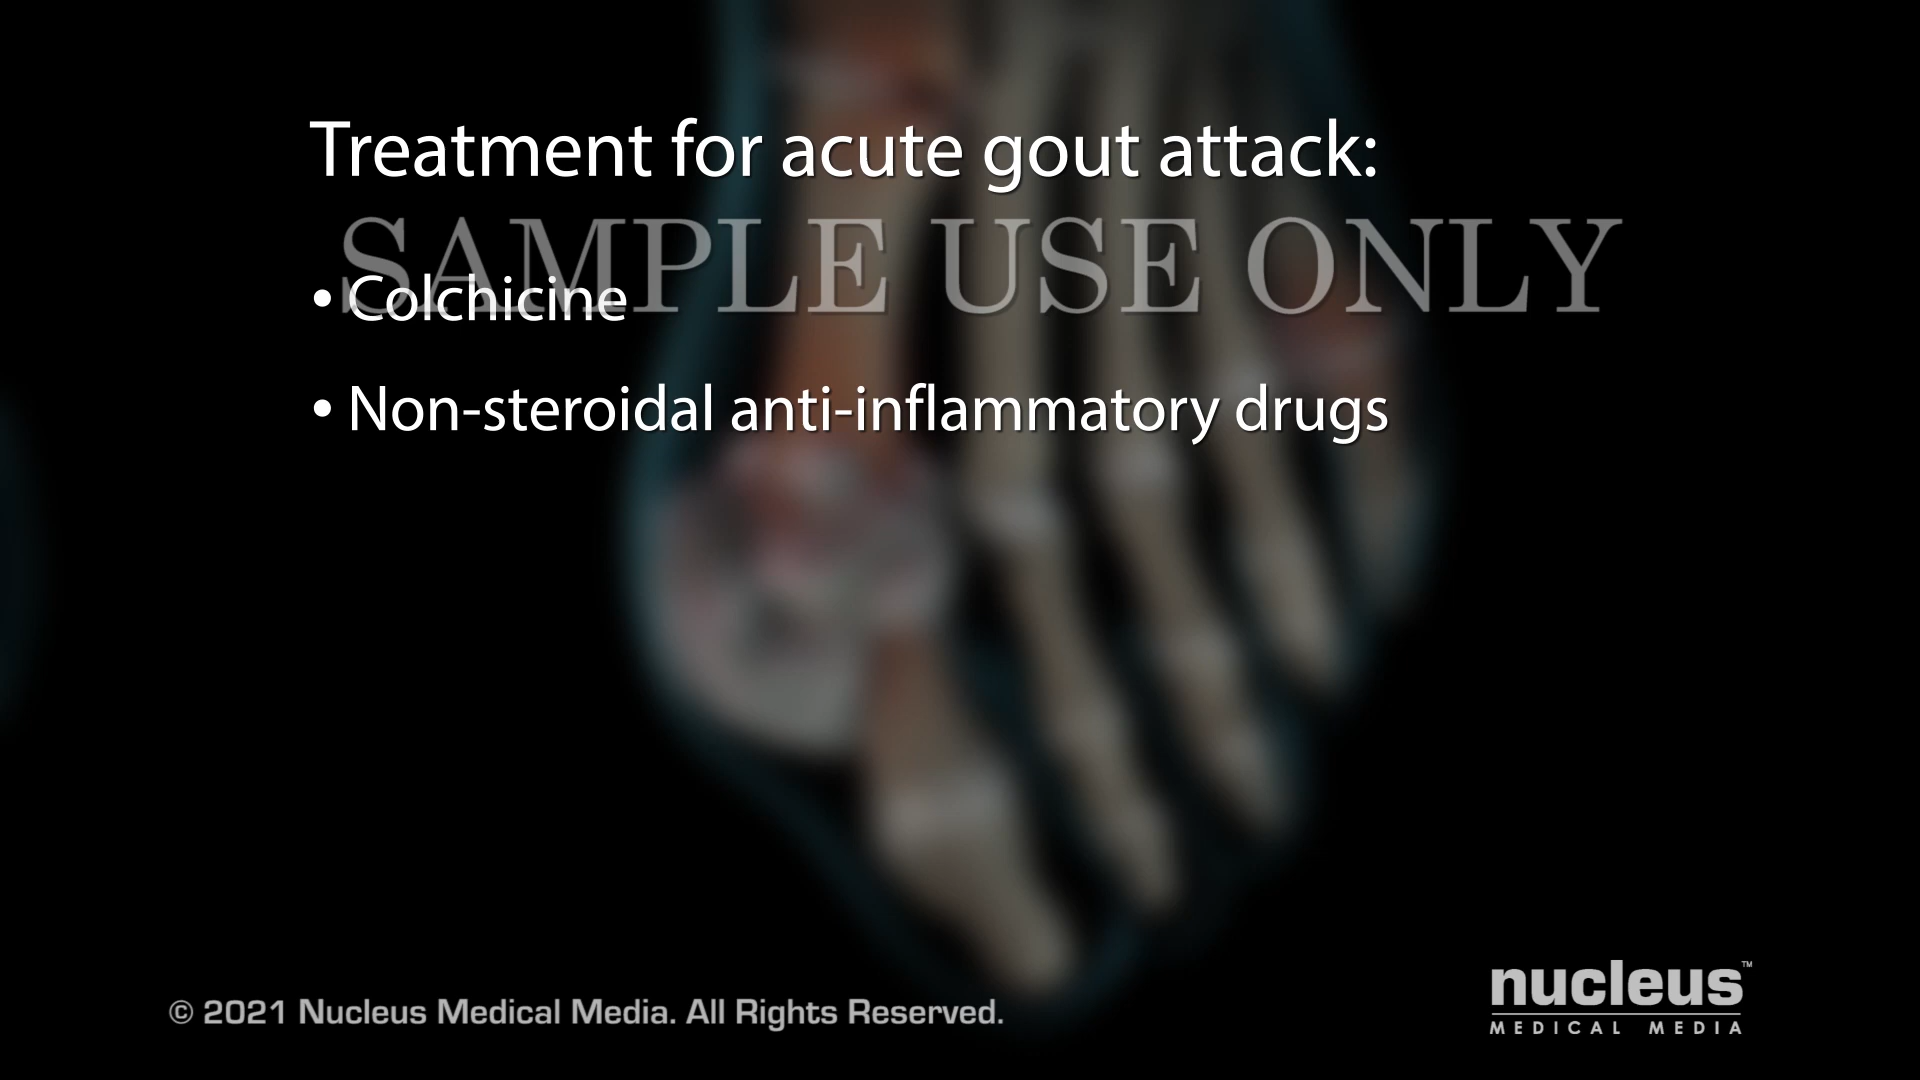 Treatment for acute gout attack:
SAMPLE USE ONLY
• Colchicine
• Non-steroidal anti-inflammatory drugs
© 2021 Nucleus Medical Media. All Rights Reserved.
nucleus™
MEDICAL MEDIA